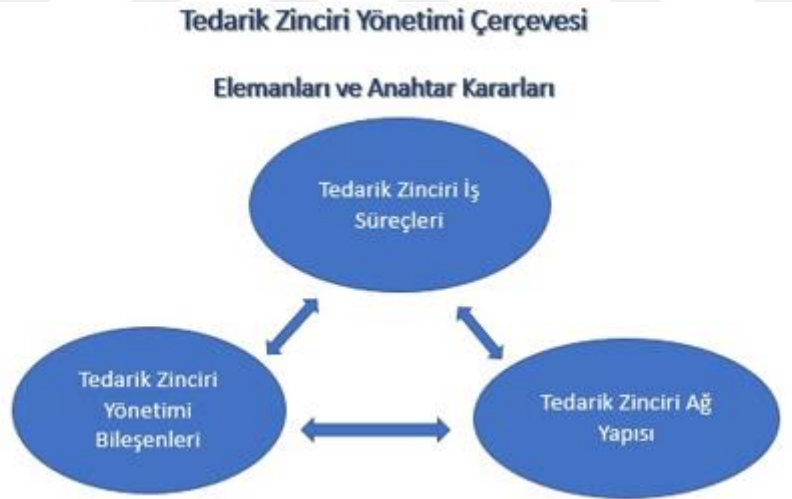 Tedarik Zinciri Yönetimi Çerçevesi
Elemanları ve Anahtar Kararları
Tedarik Zinciri İş
Süreçleri
Tedarik Zinciri
Yönetimi
Bileşenleri
Tedarik Zinciri Ağ
Yapısı